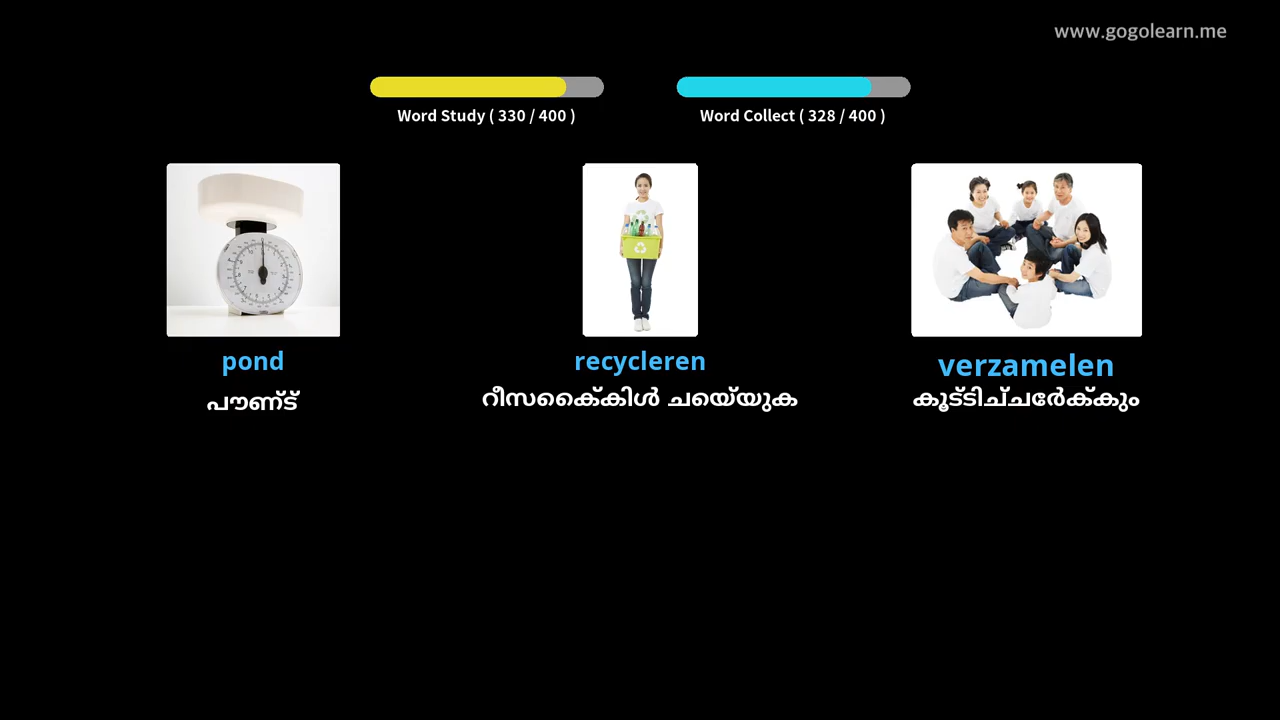 www.gogolearn.me
Word Study ( 330 / 400 )
Word Collect ( 328 / 400 )
pond
recycleren
verzamelen
പൗണ്ട്
റീസൈക്കിൾ ചെയ്യുക
കൂട്ടിച്ചേർക്കും